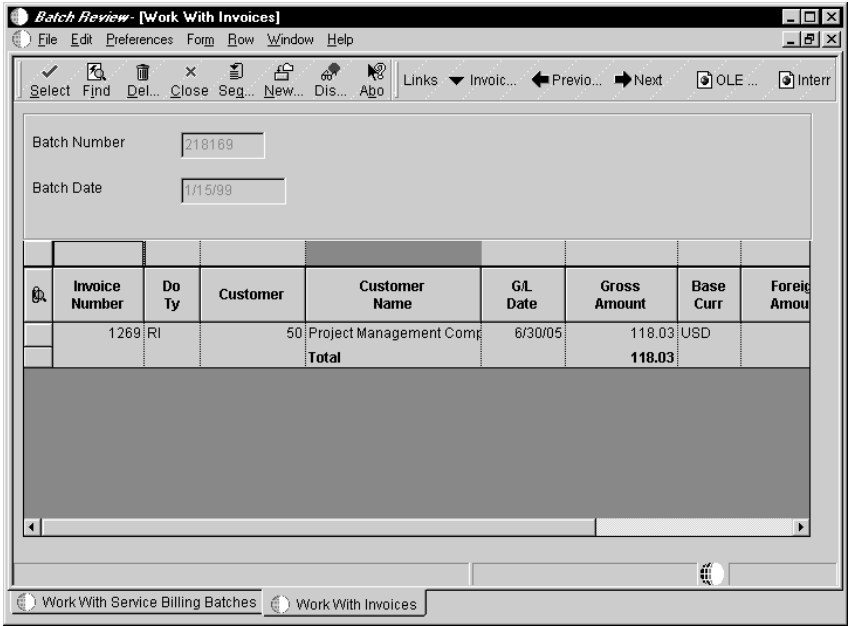 Batch Review - [Work With Invoices]
File Edit Preferences Form Row Window Help
Select Find Del... Close Seq... New... Dis... Abo Links Invoic... Previo... Next OLE ... Interr
Batch Number 218169
Batch Date 1/15/99
Invoice Number Do Ty Customer Customer Name G/L Date Gross Amount Base Curr Foreig Amou
1269 RI 50 Project Management Comp 6/30/05 118.03 USD
Total 118.03
Work With Service Billing Batches Work With Invoices